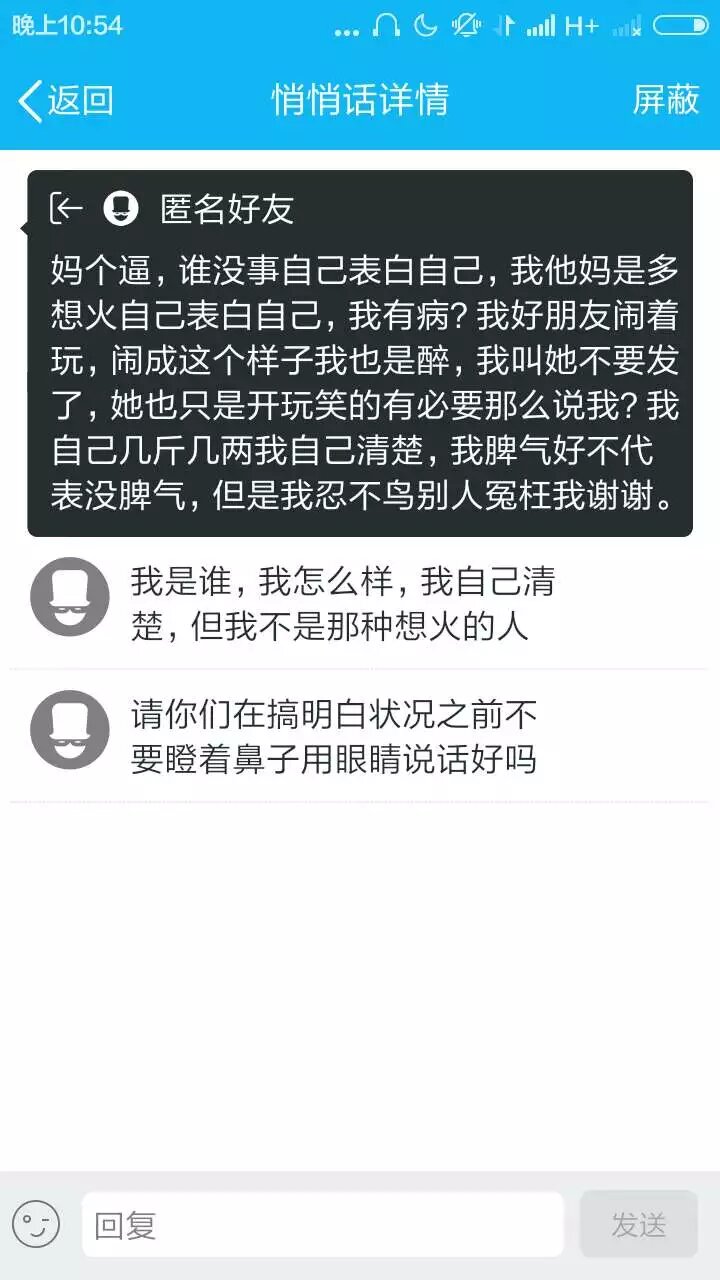 晚上10:54
H+
返回
悄悄话详情
屏蔽
匿名好友
妈个逼，谁没事自己表白自己，我他妈是多
想火自己表白自己，我有病？我好朋友闹着
玩，闹成这个样子我也是醉，我叫她不要发
了，她也只是开玩笑的有必要那么说我？我
自己几斤几两我自己清楚，我脾气好不代
表没脾气，但是我忍不鸟别人冤枉我谢谢。
我是谁，我怎么样，我自己清
楚，但我不是那种想火的人
请你们在搞明白状况之前不
要瞪着鼻子用眼睛说话好吗
回复
发送